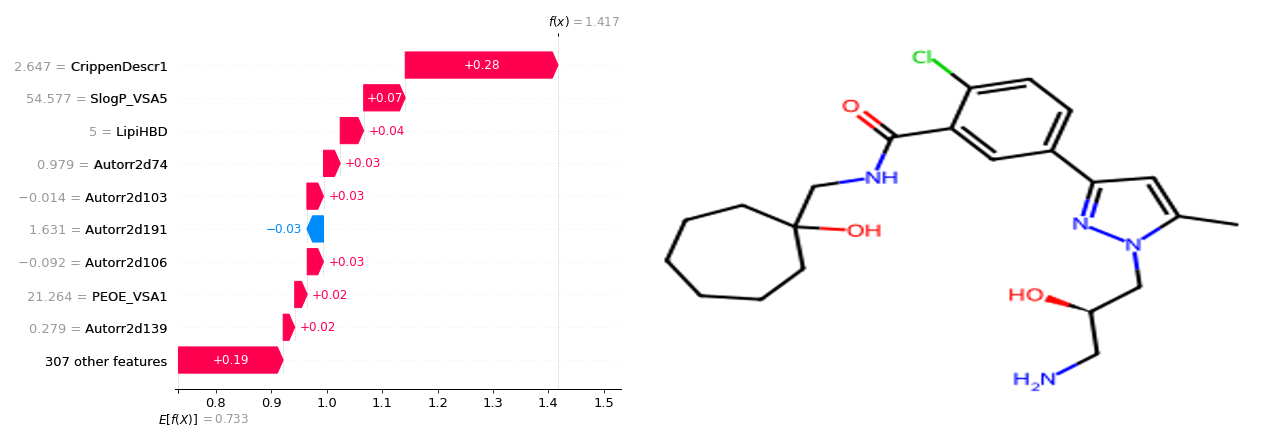 f(x) = 1.417
2.647 = CrippenDescr1
+0.28
54.577 = SlogP_VSA5
+0.07
5 = LipiHBD
+0.04
0.979 = Autorr2d74
+0.03
−0.014 = Autorr2d103
+0.03
1.631 = Autorr2d191
−0.03
−0.092 = Autorr2d106
+0.03
21.264 = PEOE_VSA1
+0.02
0.279 = Autorr2d139
+0.02
307 other features
+0.19
0.8 0.9 1.0 1.1 1.2 1.3 1.4 1.5
E[f(X)] = 0.733
Cl
O
NH
OH
N
N
HO
H2N